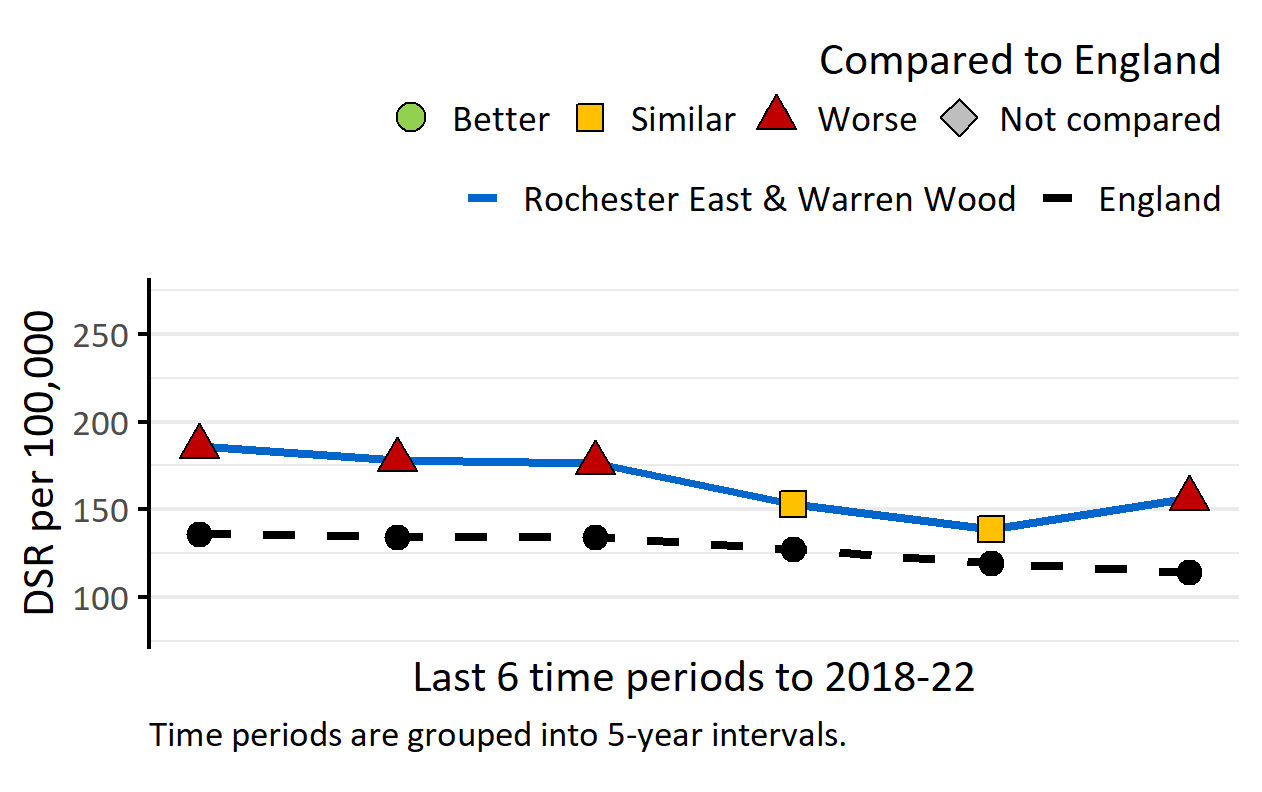 Compared to England
Better Similar Worse Not compared
Rochester East & Warren Wood England
DSR per 100,000
250
200
150
100
Last 6 time periods to 2018-22
Time periods are grouped into 5-year intervals.